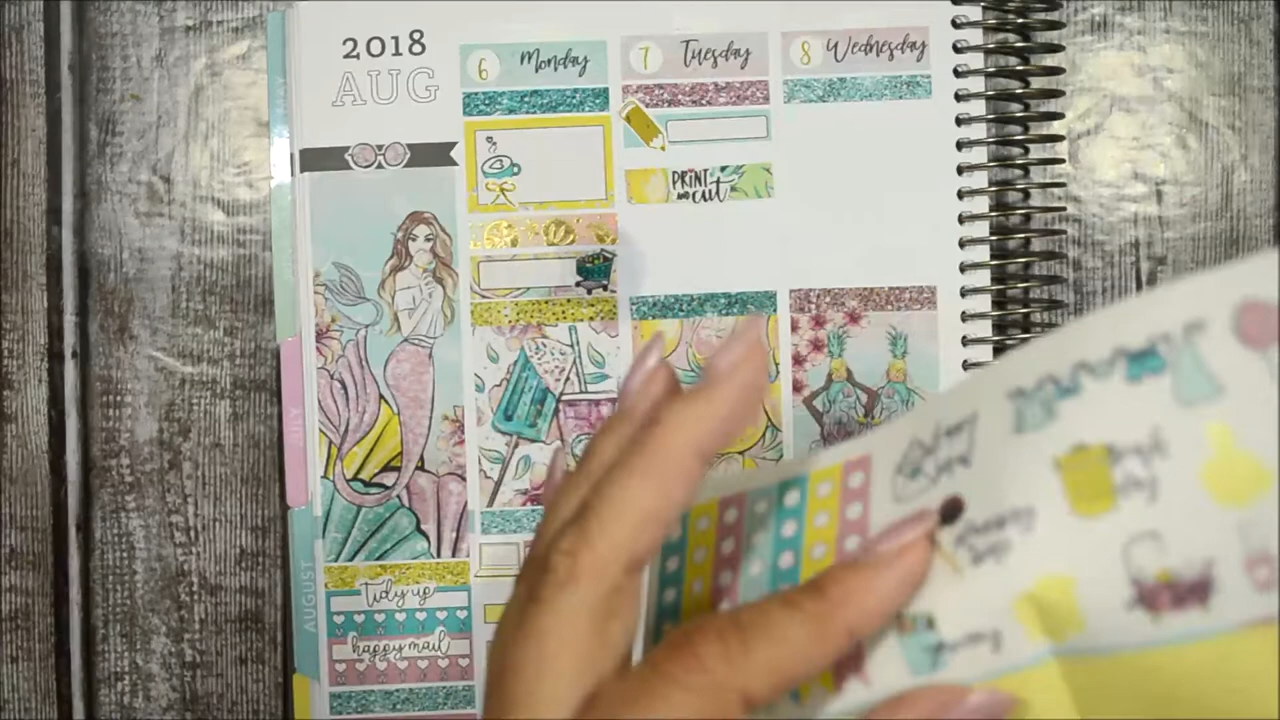 2018
AUG
6 Monday
7 Tuesday
8 Wednesday
PRINT
AND cut
JULY
AUGUST
tidy up
M T W T F S S
happy mail
M T W T F S S